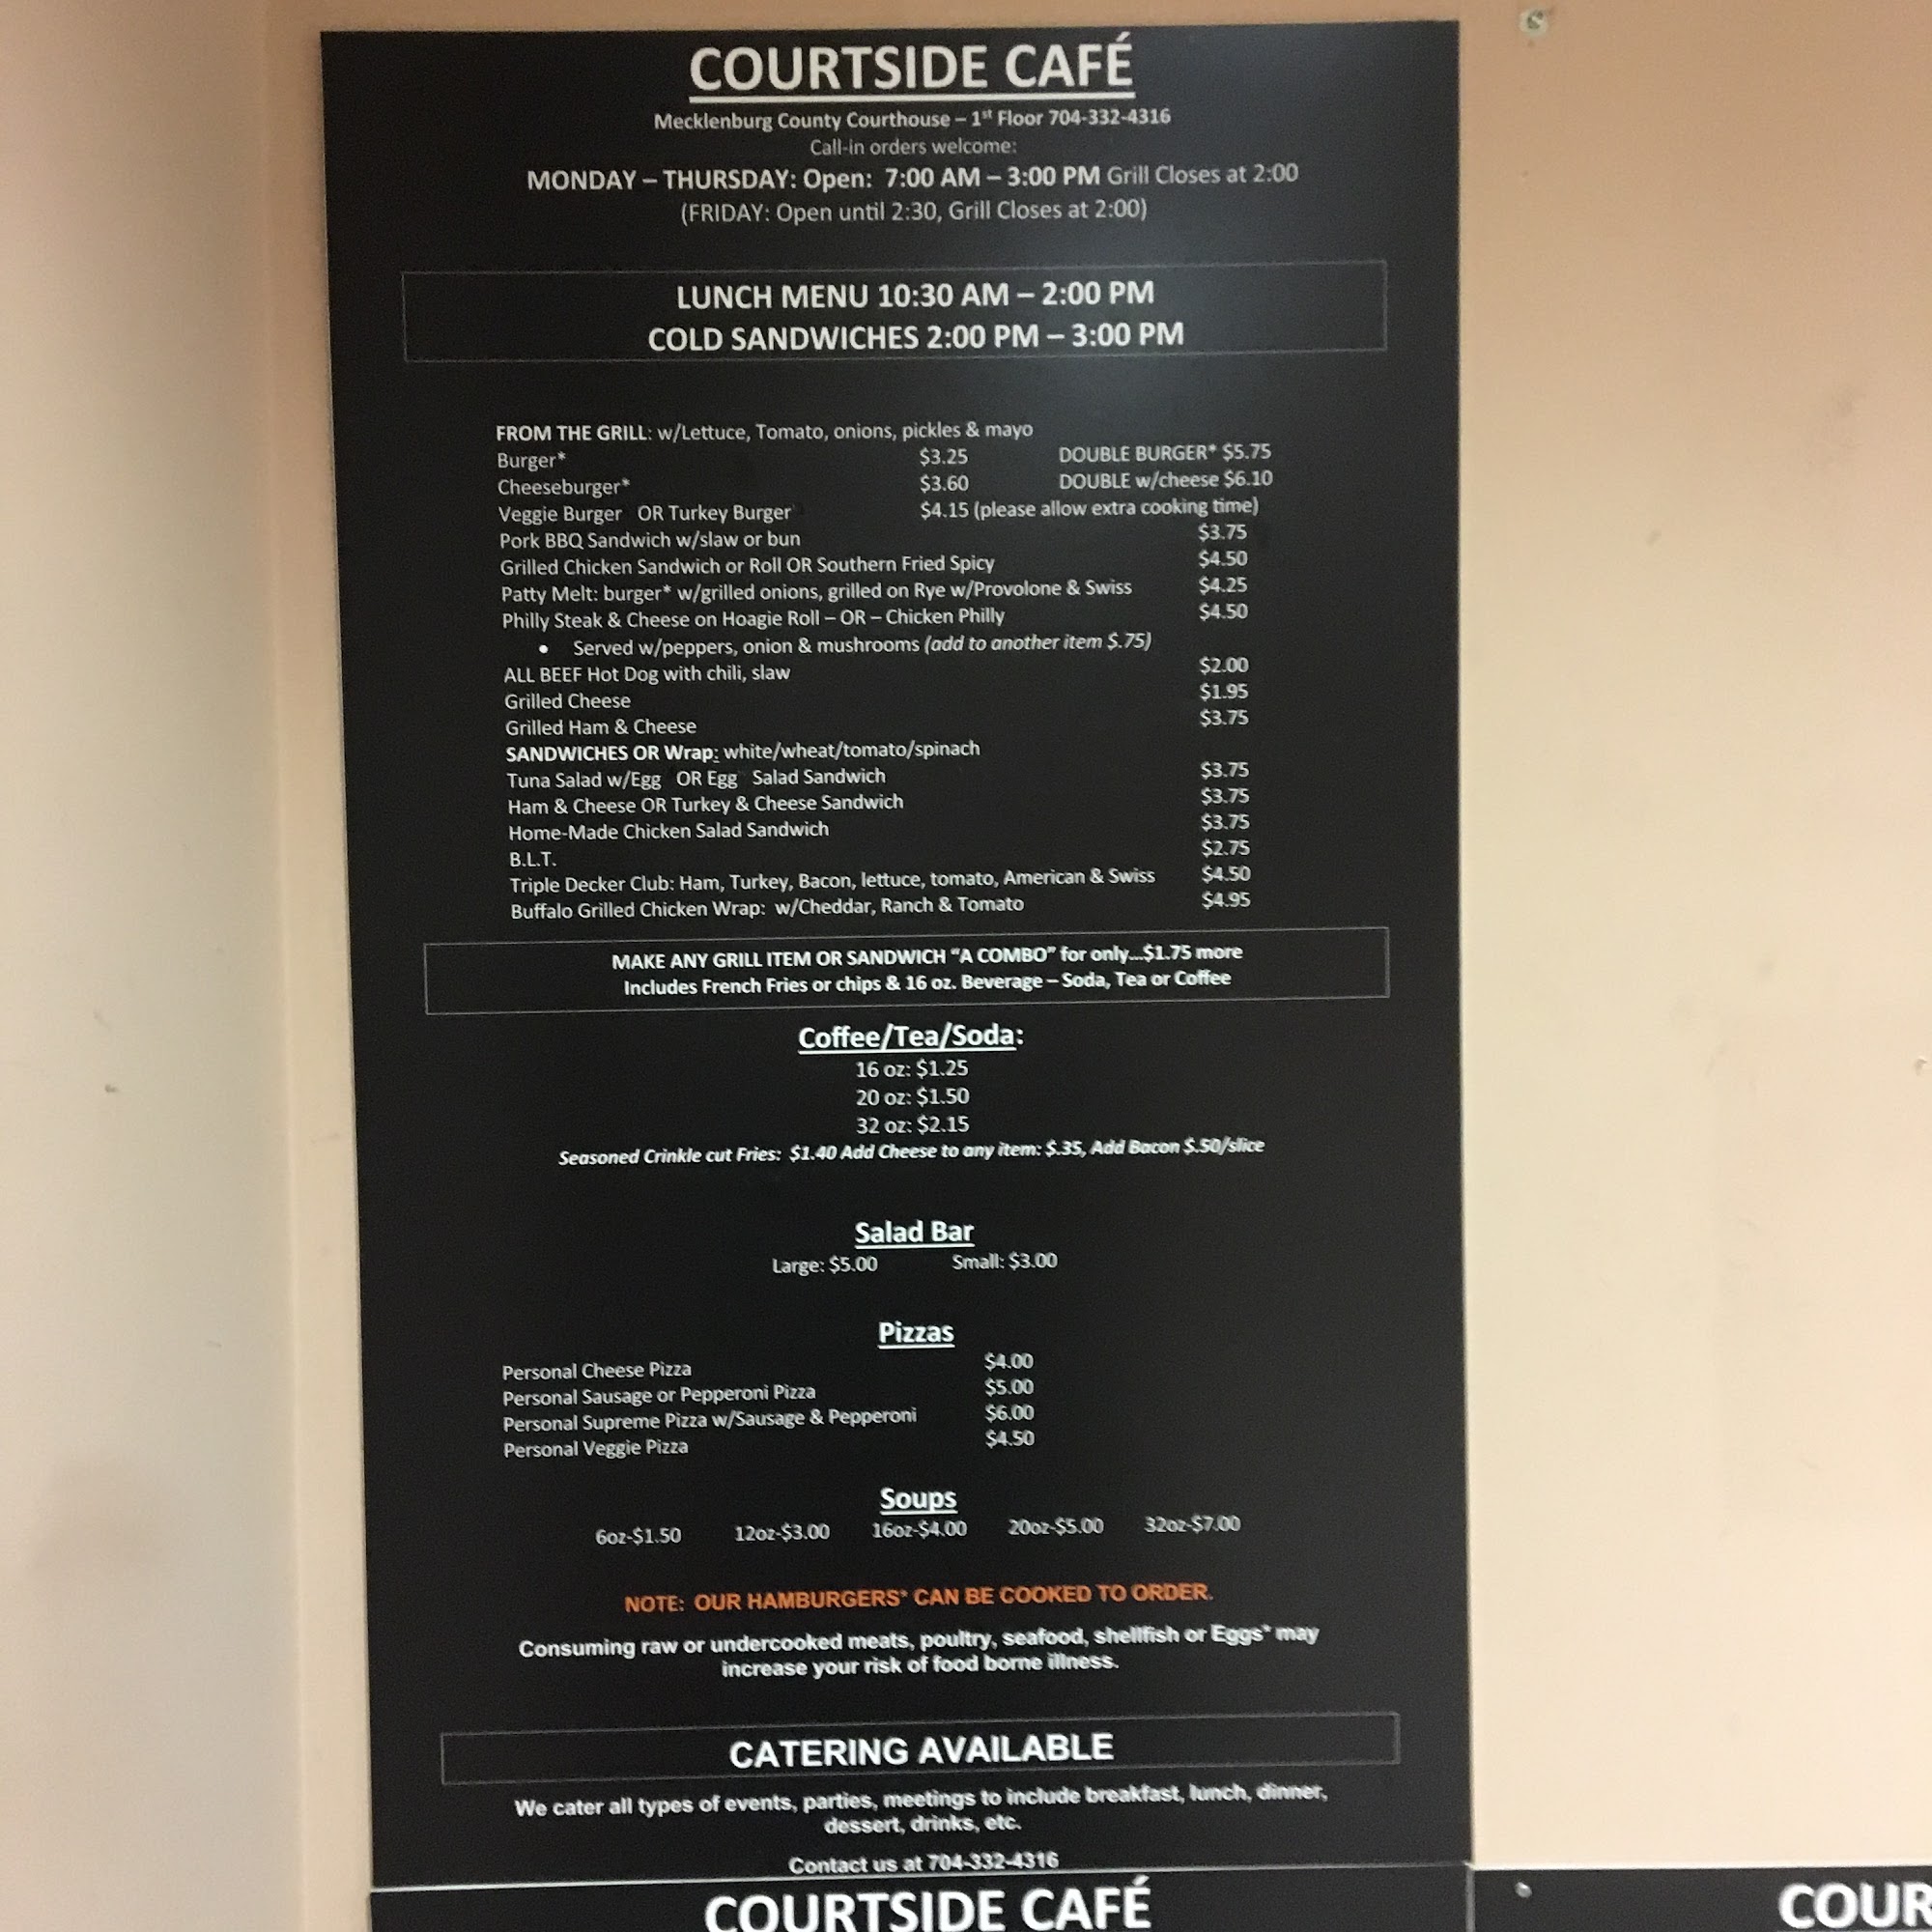 COURTSIDE CAFÉ
Mecklenburg County Courthouse – 1st Floor 704-332-4316
Call-in orders welcome:
MONDAY – THURSDAY: Open: 7:00 AM – 3:00 PM Grill Closes at 2:00
(FRIDAY: Open until 2:30, Grill Closes at 2:00)
LUNCH MENU 10:30 AM – 2:00 PM
COLD SANDWICHES 2:00 PM – 3:00 PM
FROM THE GRILL: w/Lettuce, Tomato, onions, pickles & mayo
Burger* $3.25 DOUBLE BURGER* $5.75
Cheeseburger* $3.60 DOUBLE w/cheese $6.10
Veggie Burger OR Turkey Burger $4.15 (please allow extra cooking time)
Pork BBQ Sandwich w/slaw or bun $3.75
Grilled Chicken Sandwich or Roll OR Southern Fried Spicy $4.50
Patty Melt: burger* w/grilled onions, grilled on Rye w/Provolone & Swiss $4.25
Philly Steak & Cheese on Hoagie Roll – OR – Chicken Philly $4.50
• Served w/peppers, onion & mushrooms (add to another item $.75)
ALL BEEF Hot Dog with chili, slaw $2.00
Grilled Cheese $1.95
Grilled Ham & Cheese $3.75
SANDWICHES OR Wrap: white/wheat/tomato/spinach
Tuna Salad w/Egg OR Egg Salad Sandwich $3.75
Ham & Cheese OR Turkey & Cheese Sandwich $3.75
Home-Made Chicken Salad Sandwich $3.75
B.L.T. $2.75
Triple Decker Club: Ham, Turkey, Bacon, lettuce, tomato, American & Swiss $4.50
Buffalo Grilled Chicken Wrap: w/Cheddar, Ranch & Tomato $4.95
MAKE ANY GRILL ITEM OR SANDWICH “A COMBO” for only...$1.75 more
Includes French Fries or chips & 16 oz. Beverage – Soda, Tea or Coffee
Coffee/Tea/Soda:
16 oz: $1.25
20 oz: $1.50
32 oz: $2.15
Seasoned Crinkle cut Fries: $1.40 Add Cheese to any item: $.35, Add Bacon $.50/slice
Salad Bar
Large: $5.00 Small: $3.00
Pizzas
Personal Cheese Pizza $4.00
Personal Sausage or Pepperoni Pizza $5.00
Personal Supreme Pizza w/Sausage & Pepperoni $6.00
Personal Veggie Pizza $4.50
Soups
6oz-$1.50 12oz-$3.00 16oz-$4.00 20oz-$5.00 32oz-$7.00
NOTE: OUR HAMBURGERS* CAN BE COOKED TO ORDER.
Consuming raw or undercooked meats, poultry, seafood, shellfish or Eggs* may
increase your risk of food borne illness.
CATERING AVAILABLE
We cater all types of events, parties, meetings to include breakfast, lunch, dinner,
dessert, drinks, etc.
Contact us at 704-332-4316
COURTSIDE CAFÉ
COUR